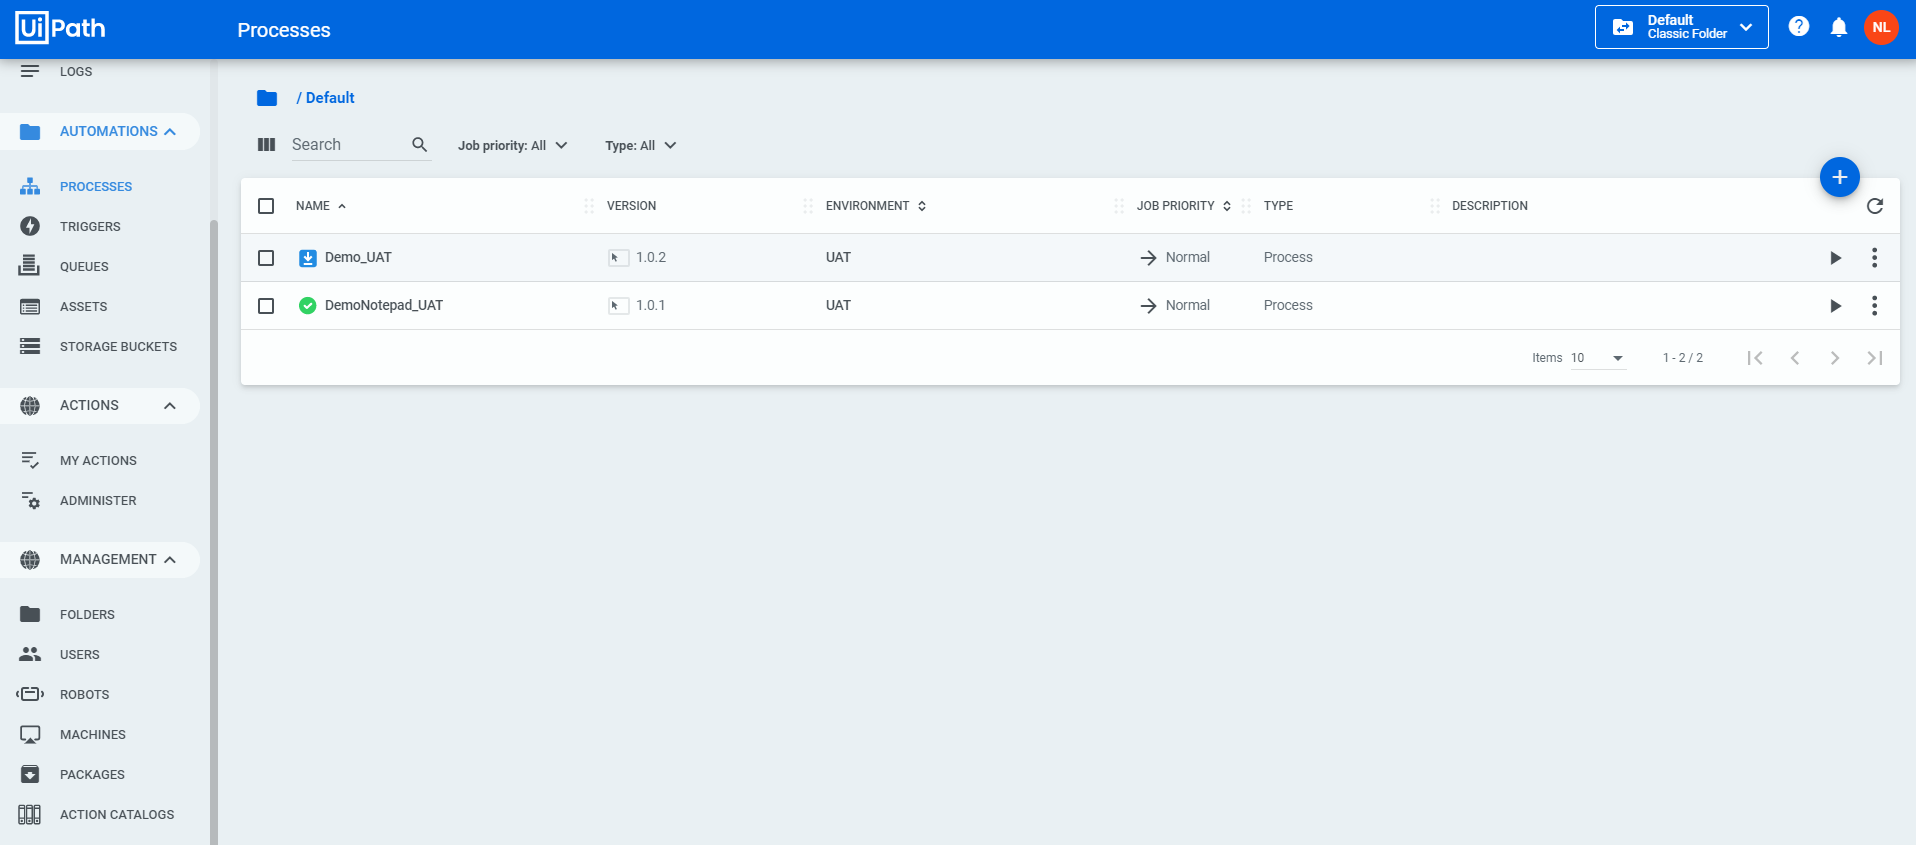 UiPath
Processes
Default
Classic Folder
?
NL
LOGS
AUTOMATIONS
PROCESSES
TRIGGERS
QUEUES
ASSETS
STORAGE BUCKETS
ACTIONS
MY ACTIONS
ADMINISTER
MANAGEMENT
FOLDERS
USERS
ROBOTS
MACHINES
PACKAGES
ACTION CATALOGS
/ Default
Search Job priority: All Type: All
NAME VERSION ENVIRONMENT JOB PRIORITY TYPE DESCRIPTION
Demo_UAT 1.0.2 UAT Normal Process
DemoNotepad_UAT 1.0.1 UAT Normal Process
Items 10 1 - 2 / 2